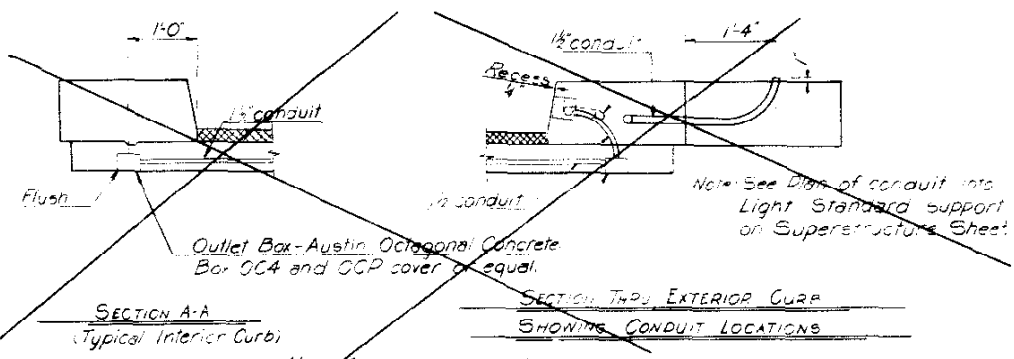 1'-0"
1½" conduit
Flush
Outlet Box-Austin Octagonal Concrete
Box OC4 and OCP cover or equal.
SECTION A-A
(Typical Interior Curb)
1½" conduit
1'-4"
Recess
¼"
1½ conduit
Note: See Plan of conduit into
Light Standard support
on Superstructure Sheet
SECTION THRU EXTERIOR CURB
SHOWING CONDUIT LOCATIONS